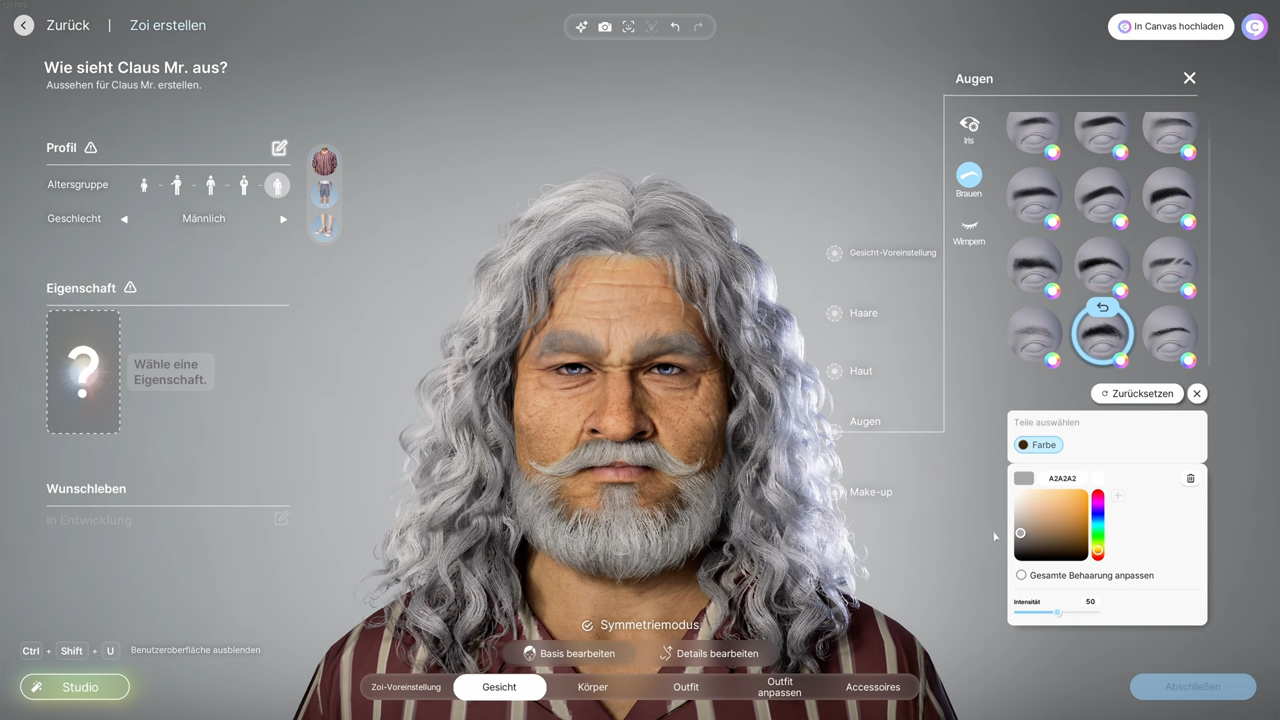 Zurück | Zoi erstellen
In Canvas hochladen
Wie sieht Claus Mr. aus?
Aussehen für Claus Mr. erstellen.
Profil
Altersgruppe
Geschlecht
Männlich
Eigenschaft
Wähle eine
Eigenschaft.
Wunschleben
In Entwicklung
Gesicht-Voreinstellung
Haare
Haut
Augen
Make-up
Augen
Iris
Brauen
Wimpern
Zurücksetzen
Teile auswählen
Farbe
A2A2A2
Gesamte Behaarung anpassen
Intensität 50
Symmetriemodus
Basis bearbeiten
Details bearbeiten
Ctrl + Shift + U Benutzeroberfläche ausblenden
Studio
Zoi-Voreinstellung
Gesicht
Körper
Outfit
Outfit
anpassen
Accessoires
Abschließen